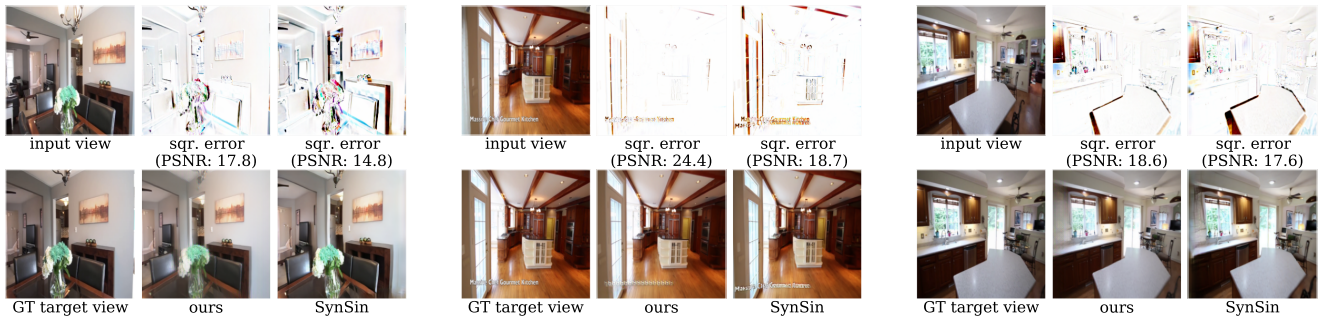 input view
sqr. error
(PSNR: 17.8)
sqr. error
(PSNR: 14.8)
GT target view
ours
SynSin
input view
sqr. error
(PSNR: 24.4)
sqr. error
(PSNR: 18.7)
GT target view
ours
SynSin
input view
sqr. error
(PSNR: 18.6)
sqr. error
(PSNR: 17.6)
GT target view
ours
SynSin